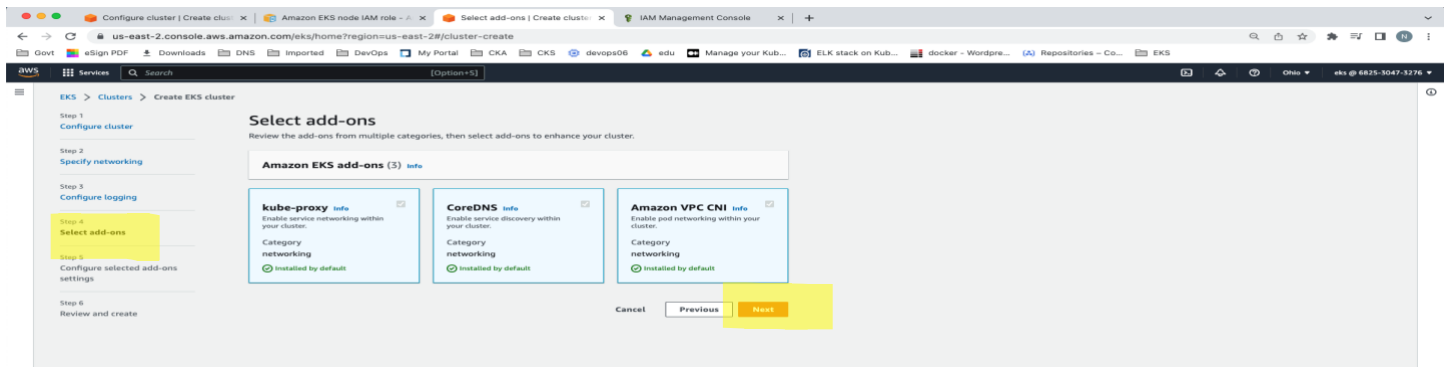 Configure cluster | Create clus
Amazon EKS node IAM role - A
Select add-ons | Create cluster
IAM Management Console
us-east-2.console.aws.amazon.com/eks/home?region=us-east-2#/cluster-create
Govt
eSign PDF
Downloads
DNS
Imported
DevOps
My Portal
CKA
CKS
devops06
edu
Manage your Kub...
ELK stack on Kub...
docker - Wordpre...
(A) Repositories – Co...
EKS
aws
Services
Search
[Option+S]
Ohio
eks @ 6825-3047-3276
EKS > Clusters > Create EKS cluster
Step 1
Configure cluster
Step 2
Specify networking
Step 3
Configure logging
Step 4
Select add-ons
Step 5
Configure selected add-ons
settings
Step 6
Review and create
Select add-ons
Review the add-ons from multiple categories, then select add-ons to enhance your cluster.
Amazon EKS add-ons (3) Info
kube-proxy Info
Enable service networking within
your cluster.
Category
networking
Installed by default
CoreDNS Info
Enable service discovery within
your cluster.
Category
networking
Installed by default
Amazon VPC CNI Info
Enable pod networking within your
cluster.
Category
networking
Installed by default
Cancel
Previous
Next